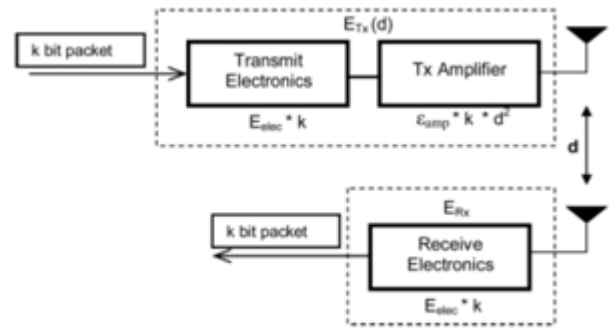 E_Tx (d)
k bit packet
Transmit
Electronics
Tx Amplifier
E_elec * k
ε_amp * k * d²
d
E_Rx
k bit packet
Receive
Electronics
E_elec * k